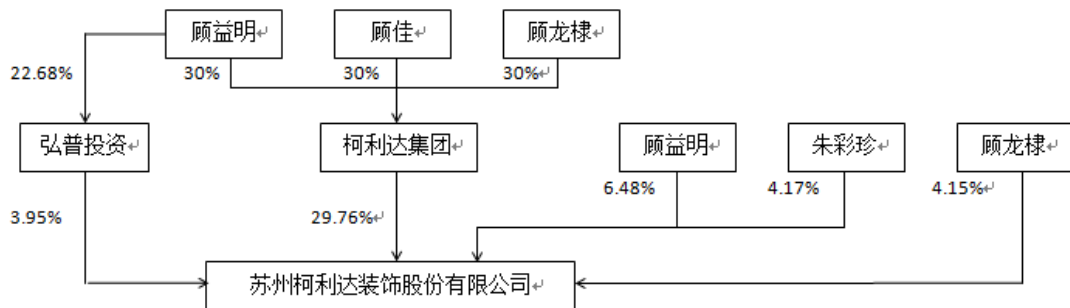 顾益明 顾佳 顾龙棣
22.68% 30% 30% 30%
弘普投资 柯利达集团 顾益明 朱彩珍 顾龙棣
6.48% 4.17% 4.15%
3.95% 29.76%
苏州柯利达装饰股份有限公司